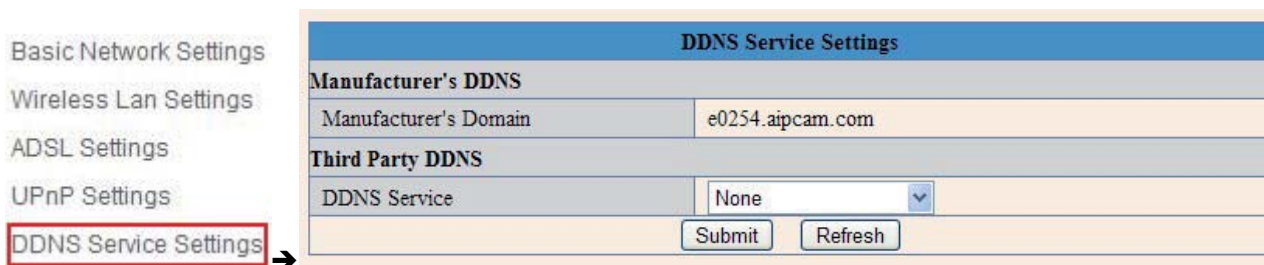 Basic Network Settings
Wireless Lan Settings
ADSL Settings
UPnP Settings
DDNS Service Settings
DDNS Service Settings
Manufacturer's DDNS
Manufacturer's Domain e0254.aipcam.com
Third Party DDNS
DDNS Service None
Submit Refresh